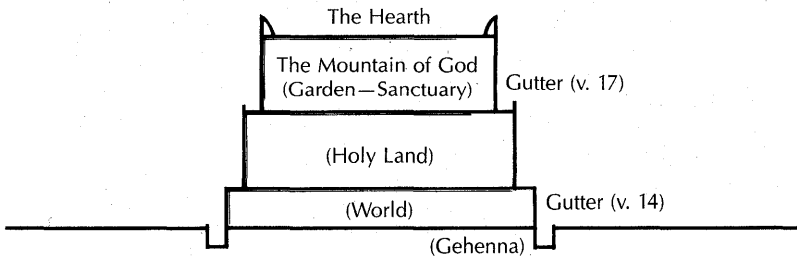 The Hearth
The Mountain of God
(Garden—Sanctuary)
Gutter (v. 17)
(Holy Land)
(World)
Gutter (v. 14)
(Gehenna)